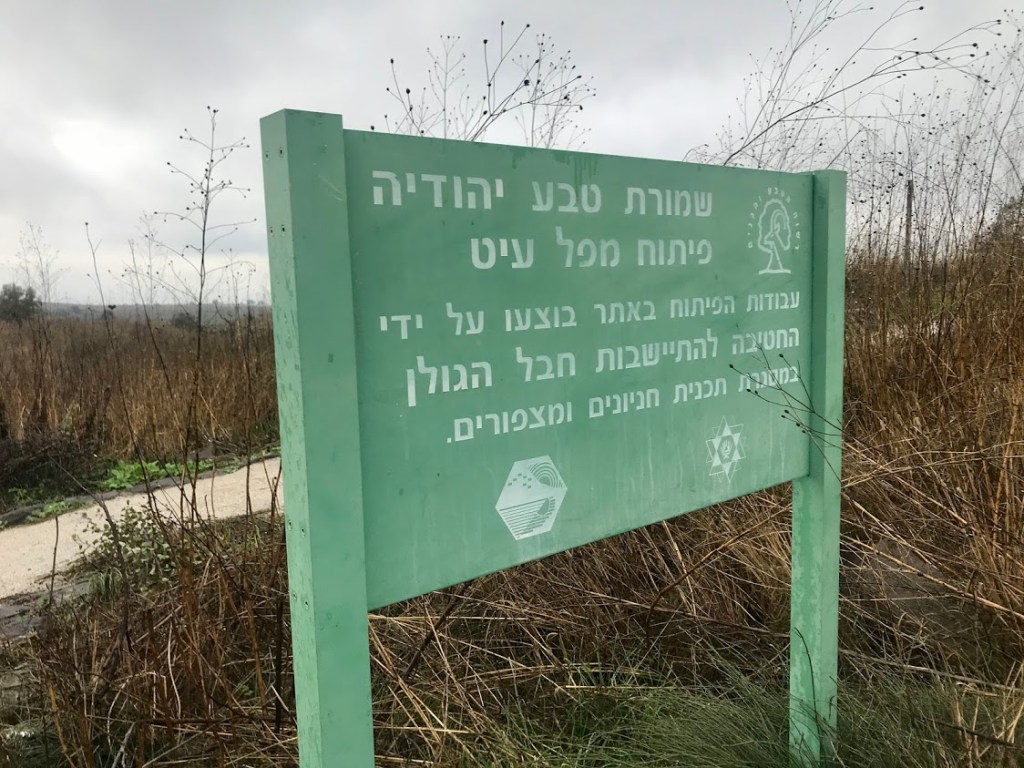 שמורת טבע יהודיה
פיתוח מפל עיט
עבודות הפיתוח באתר בוצעו על ידי
החטיבה להתיישבות חבל הגולן
במסגרת תכנית חניונים ומצפורים.